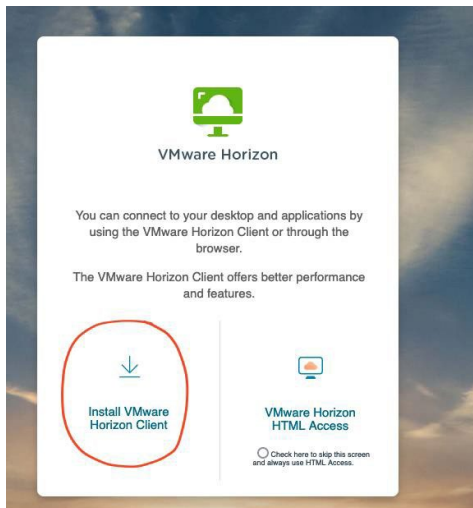 VMware Horizon
You can connect to your desktop and applications by
using the VMware Horizon Client or through the
browser.
The VMware Horizon Client offers better performance
and features.
Install VMware
Horizon Client
VMware Horizon
HTML Access
Check here to skip this screen
and always use HTML Access.